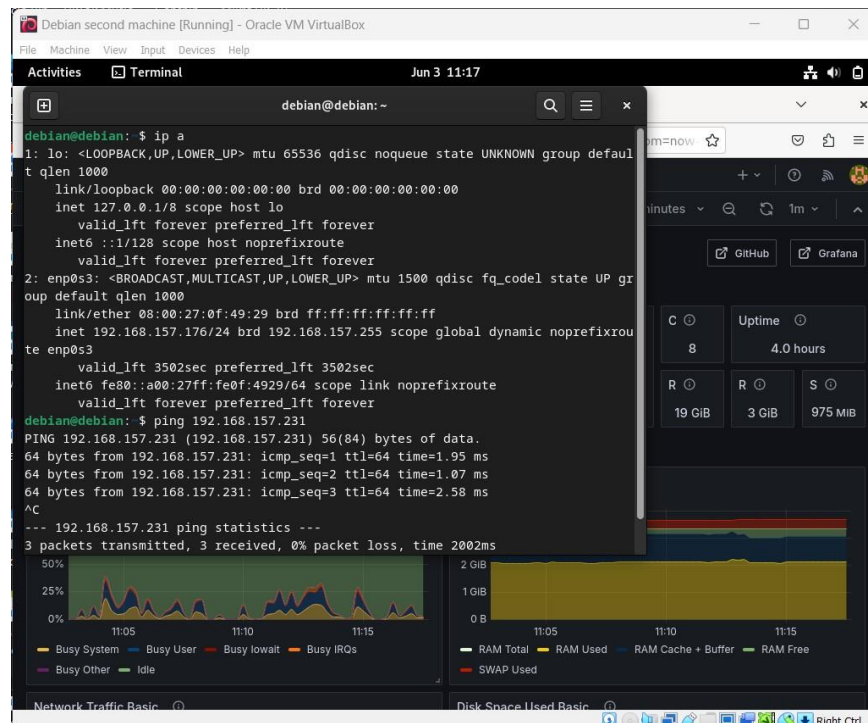 Debian second machine [Running] - Oracle VM VirtualBox
File Machine View Input Devices Help
Activities Terminal Jun 3 11:17
debian@debian: ~
debian@debian:~$ ip a
1: lo: <LOOPBACK,UP,LOWER_UP> mtu 65536 qdisc noqueue state UNKNOWN group defaul
t qlen 1000
link/loopback 00:00:00:00:00:00 brd 00:00:00:00:00:00
inet 127.0.0.1/8 scope host lo
valid_lft forever preferred_lft forever
inet6 ::1/128 scope host noprefixroute
valid_lft forever preferred_lft forever
2: enp0s3: <BROADCAST,MULTICAST,UP,LOWER_UP> mtu 1500 qdisc fq_codel state UP gr
oup default qlen 1000
link/ether 08:00:27:0f:49:29 brd ff:ff:ff:ff:ff:ff
inet 192.168.157.176/24 brd 192.168.157.255 scope global dynamic noprefixrou
te enp0s3
valid_lft 3502sec preferred_lft 3502sec
inet6 fe80::a00:27ff:fe0f:4929/64 scope link noprefixroute
valid_lft forever preferred_lft forever
debian@debian:~$ ping 192.168.157.231
PING 192.168.157.231 (192.168.157.231) 56(84) bytes of data.
64 bytes from 192.168.157.231: icmp_seq=1 ttl=64 time=1.95 ms
64 bytes from 192.168.157.231: icmp_seq=2 ttl=64 time=1.07 ms
64 bytes from 192.168.157.231: icmp_seq=3 ttl=64 time=2.58 ms
^C
--- 192.168.157.231 ping statistics ---
3 packets transmitted, 3 received, 0% packet loss, time 2002ms
om=now
inutes 1m
GitHub Grafana
C Uptime
8 4.0 hours
R R S
19 GiB 3 GiB 975 MiB
50%
25%
0%
11:05 11:10 11:15
Busy System Busy User Busy Iowait Busy IRQs
Busy Other Idle
2 GiB
1 GiB
0 B
11:05 11:10 11:15
RAM Total RAM Used RAM Cache + Buffer RAM Free
SWAP Used
Network Traffic Basic
Disk Space Used Basic
Right Ctrl